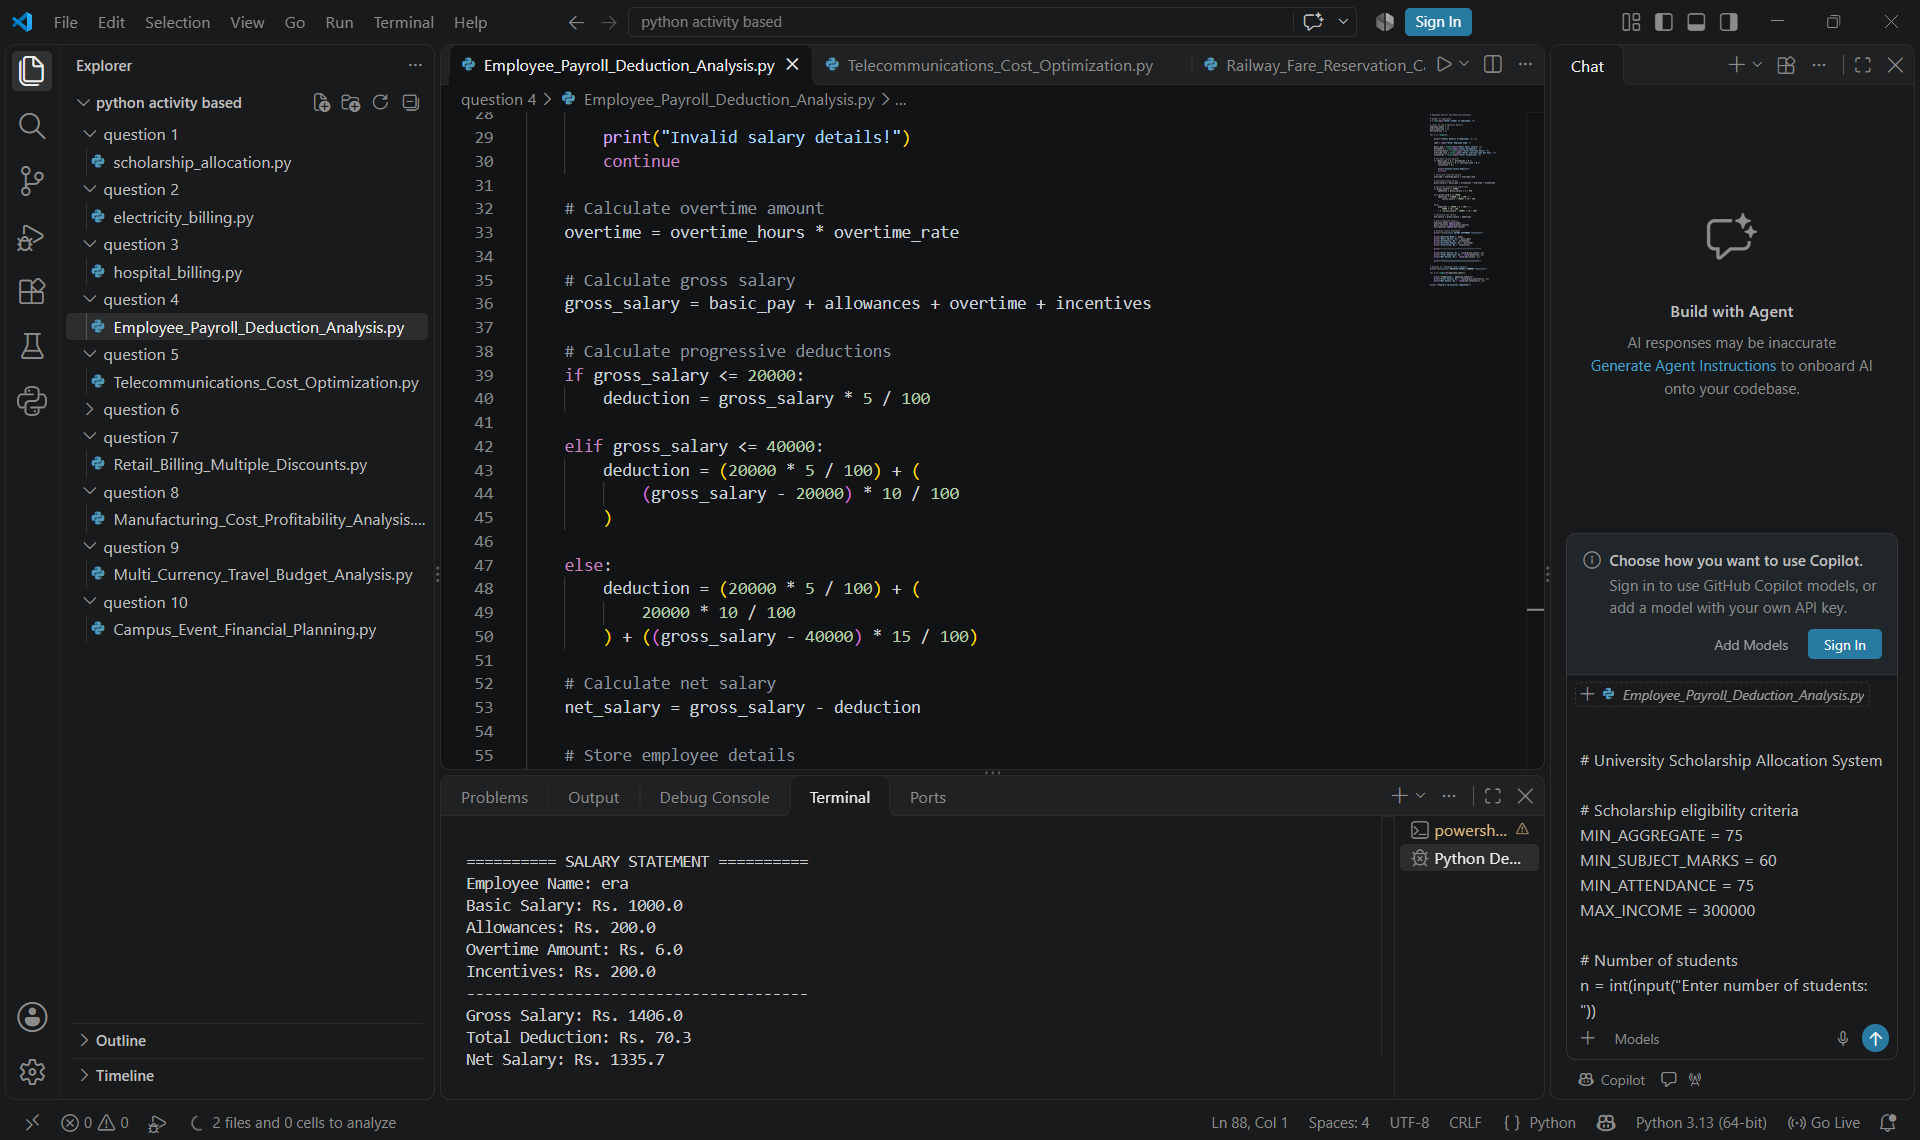 File Edit Selection View Go Run Terminal Help
python activity based
Sign In
Explorer
python activity based
question 1
scholarship_allocation.py
question 2
electricity_billing.py
question 3
hospital_billing.py
question 4
Employee_Payroll_Deduction_Analysis.py
question 5
Telecommunications_Cost_Optimization.py
question 6
question 7
Retail_Billing_Multiple_Discounts.py
question 8
Manufacturing_Cost_Profitability_Analysis....
question 9
Multi_Currency_Travel_Budget_Analysis.py
question 10
Campus_Event_Financial_Planning.py
Outline
Timeline
Employee_Payroll_Deduction_Analysis.py
Telecommunications_Cost_Optimization.py
Railway_Fare_Reservation_C
question 4 > Employee_Payroll_Deduction_Analysis.py > ...
28
29 print("Invalid salary details!")
30 continue
31
32 # Calculate overtime amount
33 overtime = overtime_hours * overtime_rate
34
35 # Calculate gross salary
36 gross_salary = basic_pay + allowances + overtime + incentives
37
38 # Calculate progressive deductions
39 if gross_salary <= 20000:
40 deduction = gross_salary * 5 / 100
41
42 elif gross_salary <= 40000:
43 deduction = (20000 * 5 / 100) + (
44 (gross_salary - 20000) * 10 / 100
45 )
46
47 else:
48 deduction = (20000 * 5 / 100) + (
49 20000 * 10 / 100
50 ) + ((gross_salary - 40000) * 15 / 100)
51
52 # Calculate net salary
53 net_salary = gross_salary - deduction
54
55 # Store employee details
Problems Output Debug Console Terminal Ports
========== SALARY STATEMENT ==========
Employee Name: era
Basic Salary: Rs. 1000.0
Allowances: Rs. 200.0
Overtime Amount: Rs. 6.0
Incentives: Rs. 200.0
--------------------------------------
Gross Salary: Rs. 1406.0
Total Deduction: Rs. 70.3
Net Salary: Rs. 1335.7
powersh...
Python De...
Chat
Build with Agent
AI responses may be inaccurate
Generate Agent Instructions to onboard AI
onto your codebase.
Choose how you want to use Copilot.
Sign in to use GitHub Copilot models, or
add a model with your own API key.
Add Models Sign In
Employee_Payroll_Deduction_Analysis.py
# University Scholarship Allocation System
# Scholarship eligibility criteria
MIN_AGGREGATE = 75
MIN_SUBJECT_MARKS = 60
MIN_ATTENDANCE = 75
MAX_INCOME = 300000
# Number of students
n = int(input("Enter number of students:
"))
Models
Copilot
0 0
2 files and 0 cells to analyze
Ln 88, Col 1 Spaces: 4 UTF-8 CRLF { } Python Python 3.13 (64-bit) Go Live